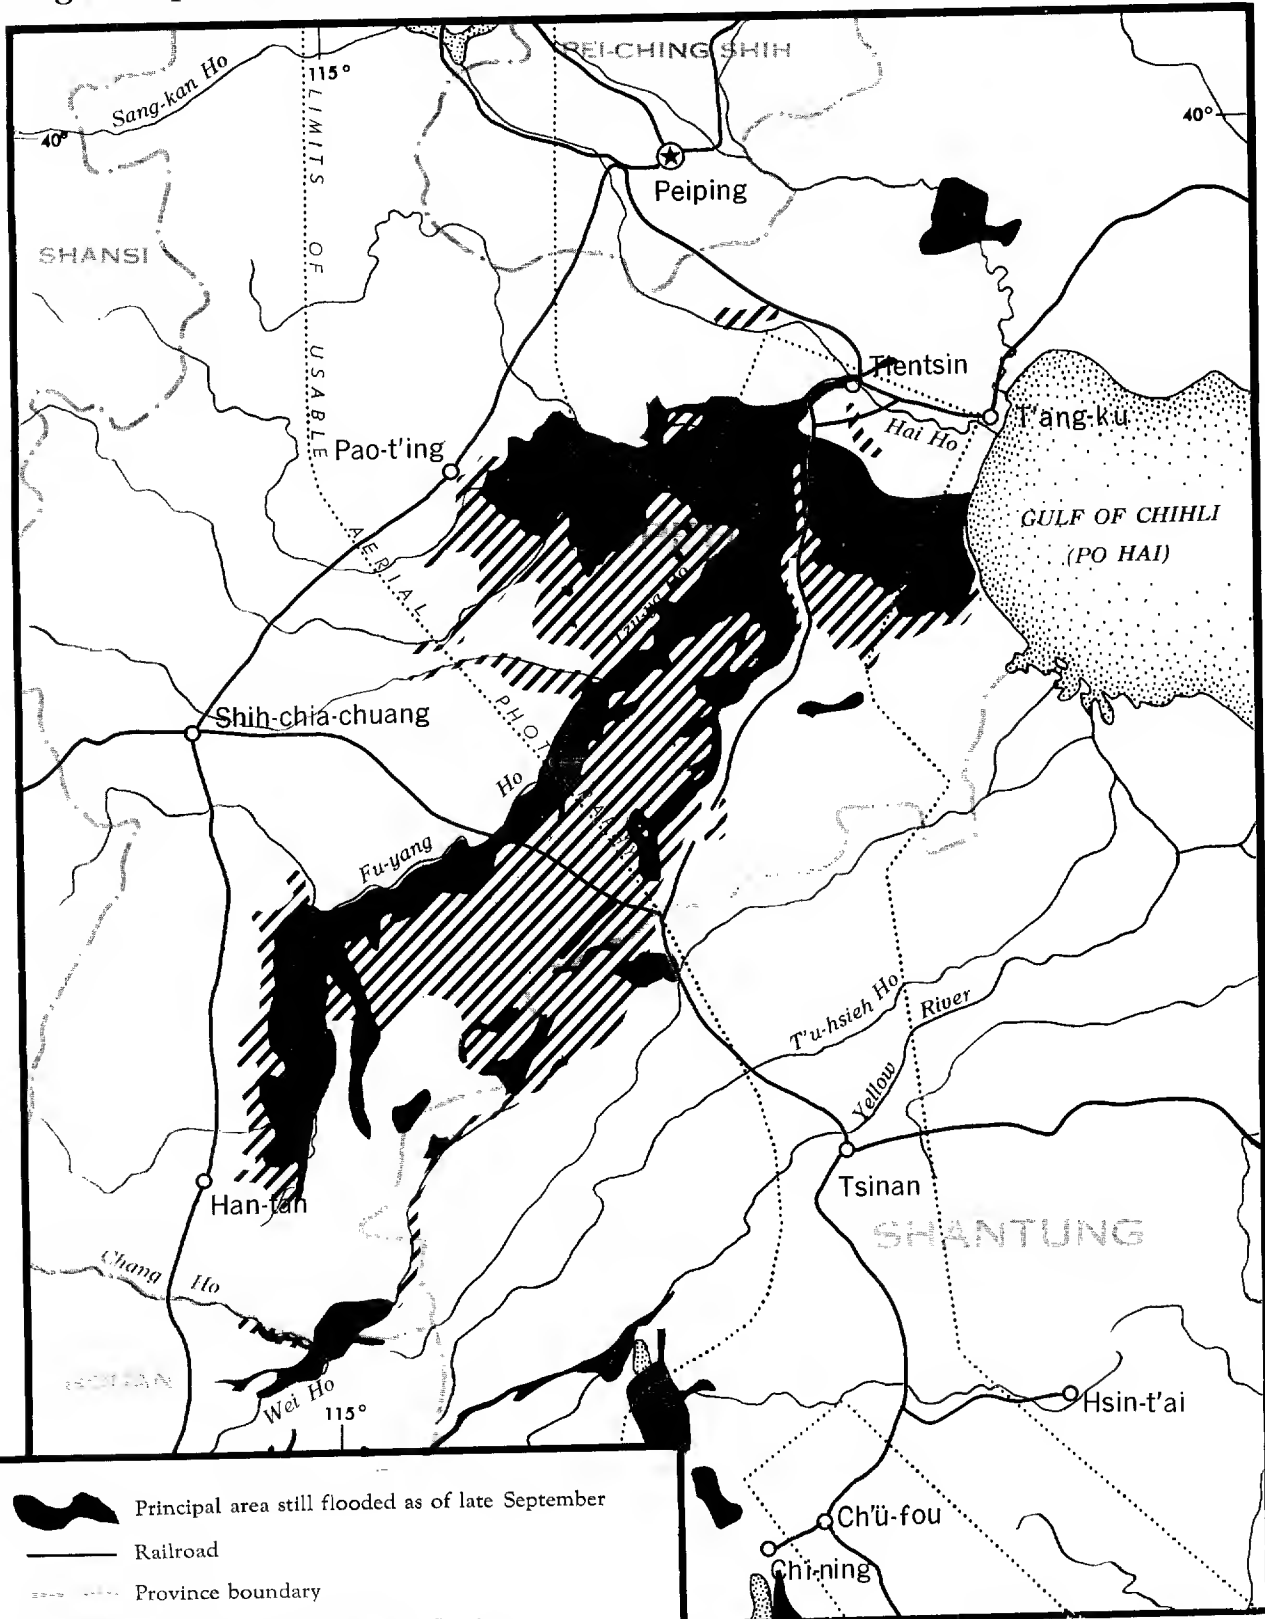 PEI-CHING SHIH
Sang-kan Ho
115°
40°
40°
LIMITS OF USABLE AERIAL
Peiping
SHANSI
Tientsin
T'ang-ku
Hai Ho
Pao-t'ing
GULF OF CHIHLI
(PO HAI)
Shih-chia-chuang
Fu-yang Ho
T'u-hsieh Ho
Yellow River
Tsinan
Han-tan
SHANTUNG
Chang Ho
Wei Ho
115°
Hsin-t'ai
Ch'ü-fou
Chi-ning
Principal area still flooded as of late September
Railroad
Province boundary